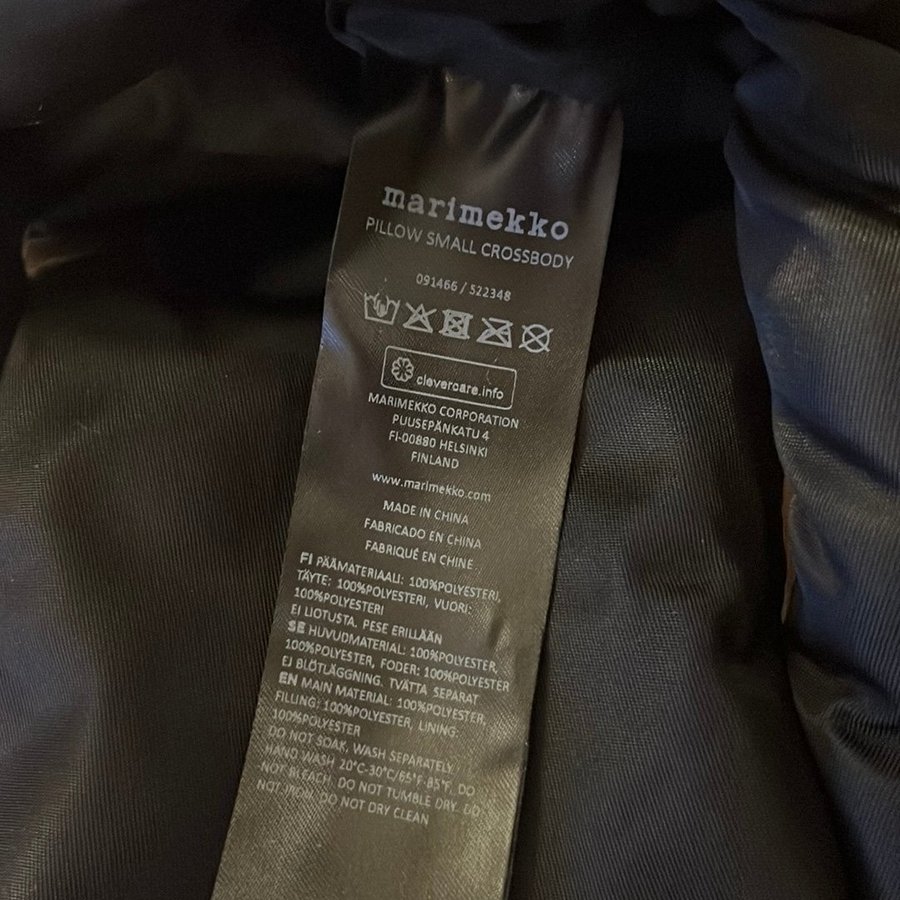 marimekko
PILLOW SMALL CROSSBODY
091466 / 522348
clevercare.info
MARIMEKKO CORPORATION
PUUSEPÄNKATU 4
FI-00880 HELSINKI
FINLAND
www.marimekko.com
MADE IN CHINA
FABRICADO EN CHINA
FABRIQUÉ EN CHINE
FI PÄÄMATERIAALI: 100%POLYESTERI,
TÄYTE: 100%POLYESTERI, VUORI:
100%POLYESTERI
EI LIOTUSTA. PESE ERILLÄÄN
SE HUVUDMATERIAL: 100%POLYESTER,
100%POLYESTER, FODER: 100%POLYESTER
EJ BLÖTLÄGGNING. TVÄTTA SEPARAT
EN MAIN MATERIAL: 100%POLYESTER,
FILLING: 100%POLYESTER, LINING:
100%POLYESTER
DO NOT SOAK, WASH SEPARATELY
HAND WASH 20°C-30°C/65°F-85°F, DO
NOT BLEACH, DO NOT TUMBLE DRY, DO
NOT IRON, DO NOT DRY CLEAN